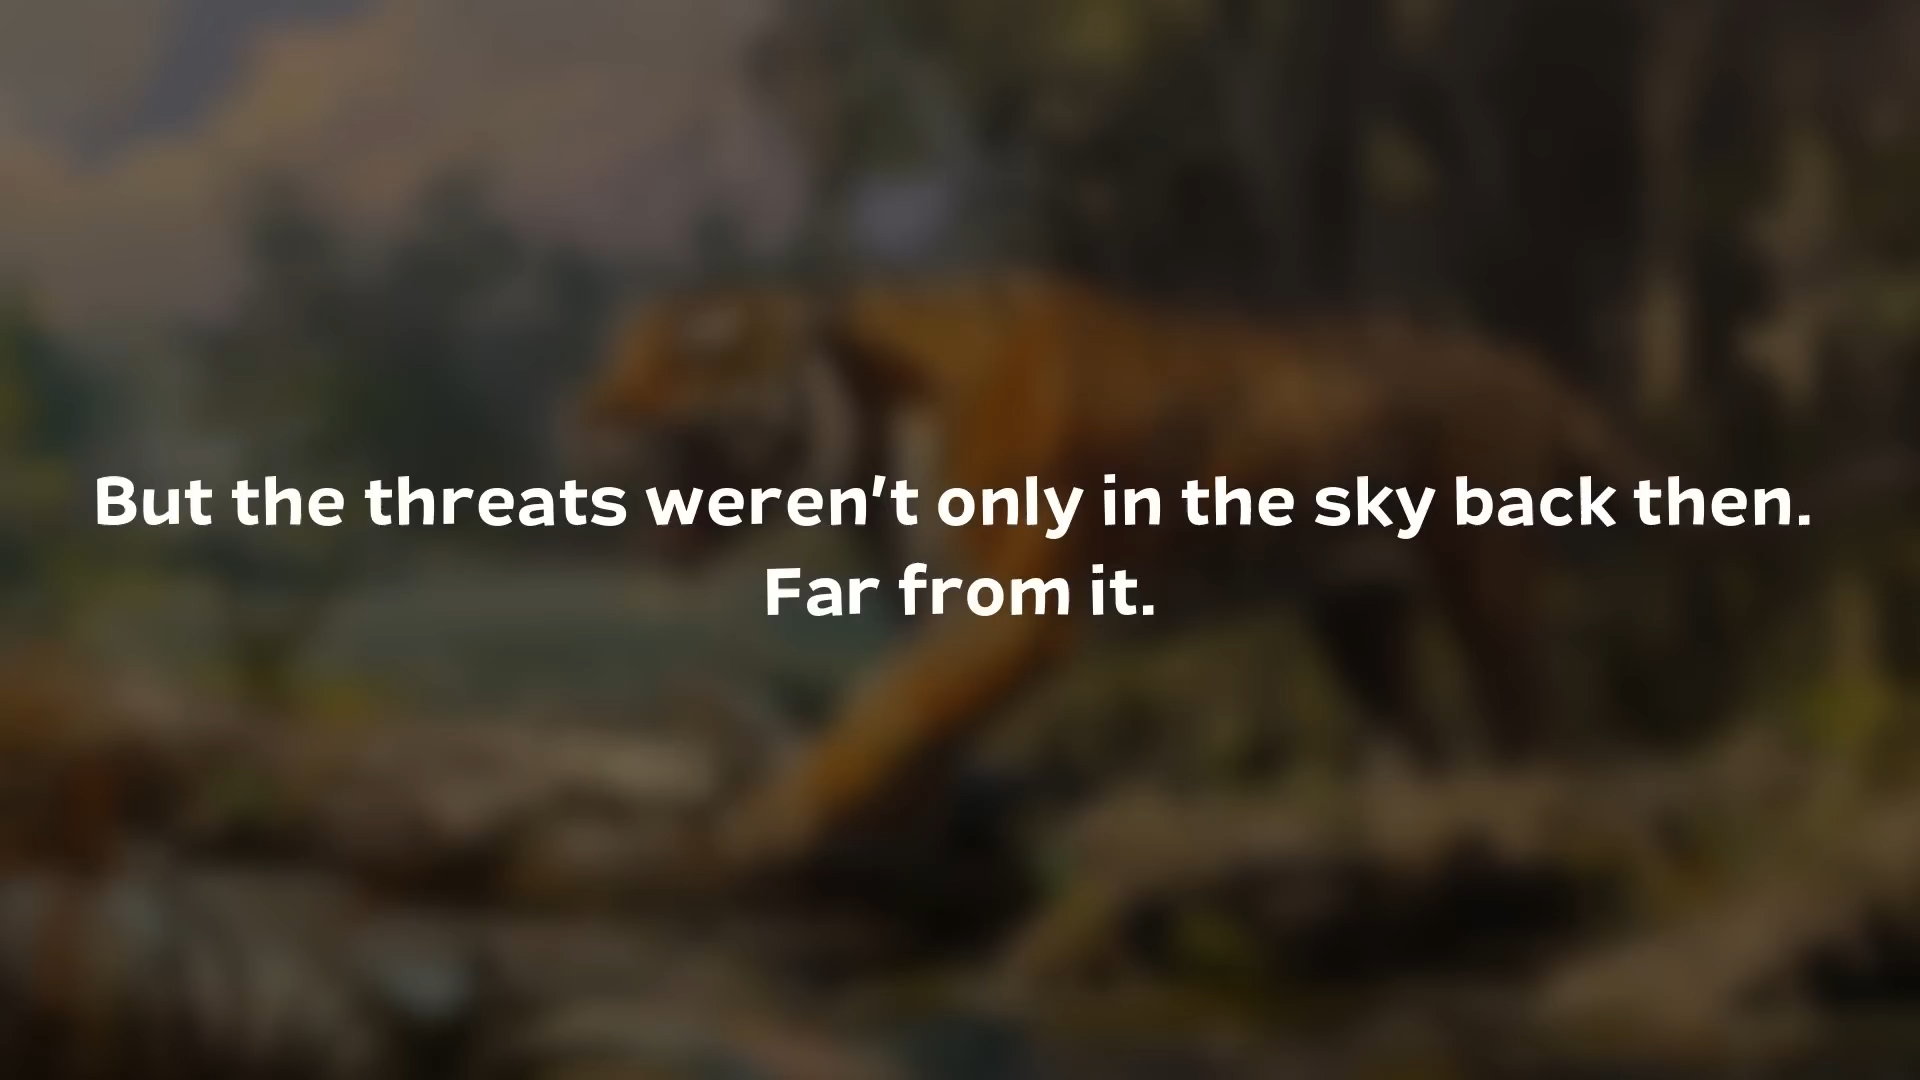 But the threats weren't only in the sky back then.
Far from it.